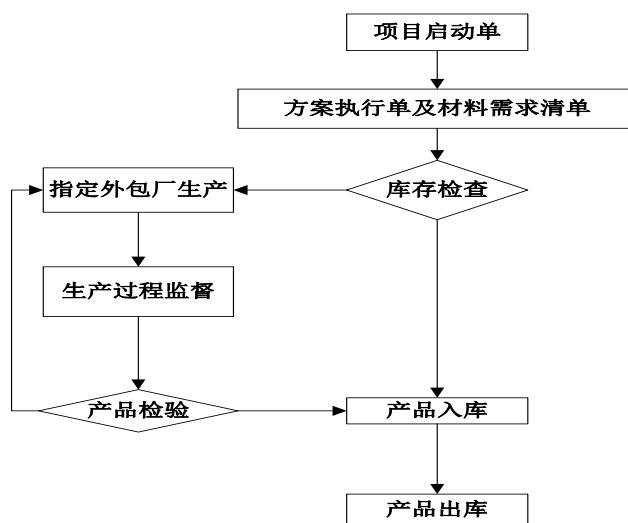 项目启动单
方案执行单及材料需求清单
指定外包厂生产
库存检查
生产过程监督
产品检验
产品入库
产品出库